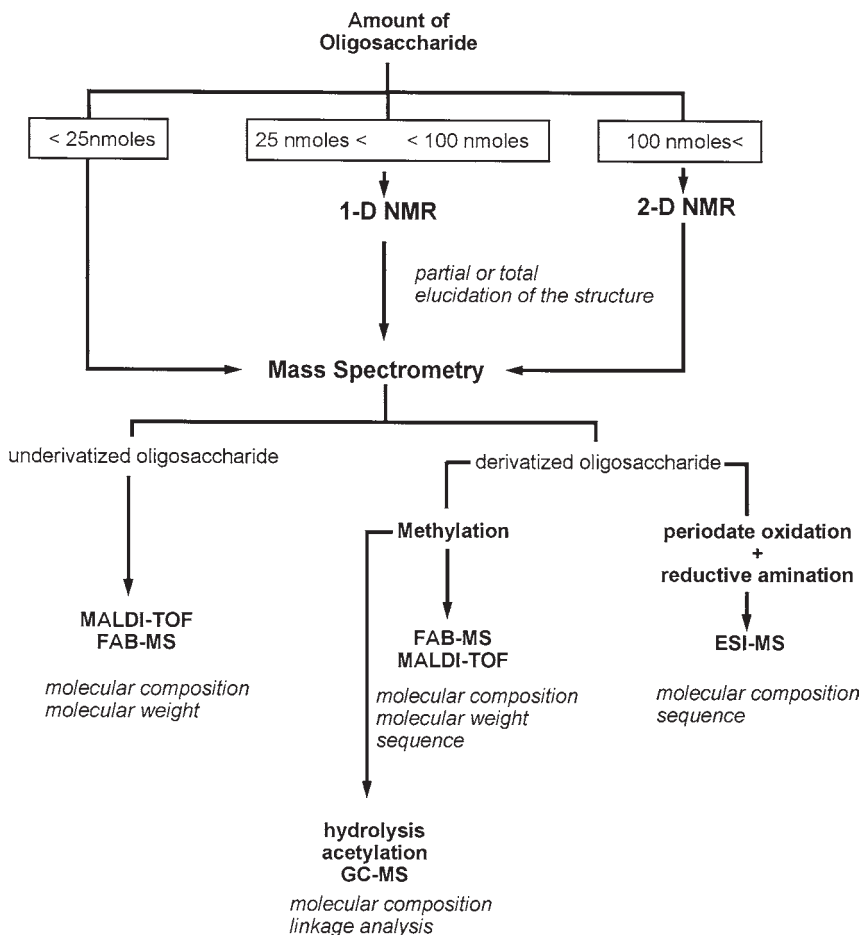 Amount of
Oligosaccharide
< 25nmoles
25 nmoles < < 100 nmoles
100 nmoles<
1-D NMR
2-D NMR
partial or total
elucidation of the structure
Mass Spectrometry
underivatized oligosaccharide
derivatized oligosaccharide
Methylation
periodate oxidation
+
reductive amination
MALDI-TOF
FAB-MS
molecular composition
molecular weight
FAB-MS
MALDI-TOF
molecular composition
molecular weight
sequence
ESI-MS
molecular composition
sequence
hydrolysis
acetylation
GC-MS
molecular composition
linkage analysis